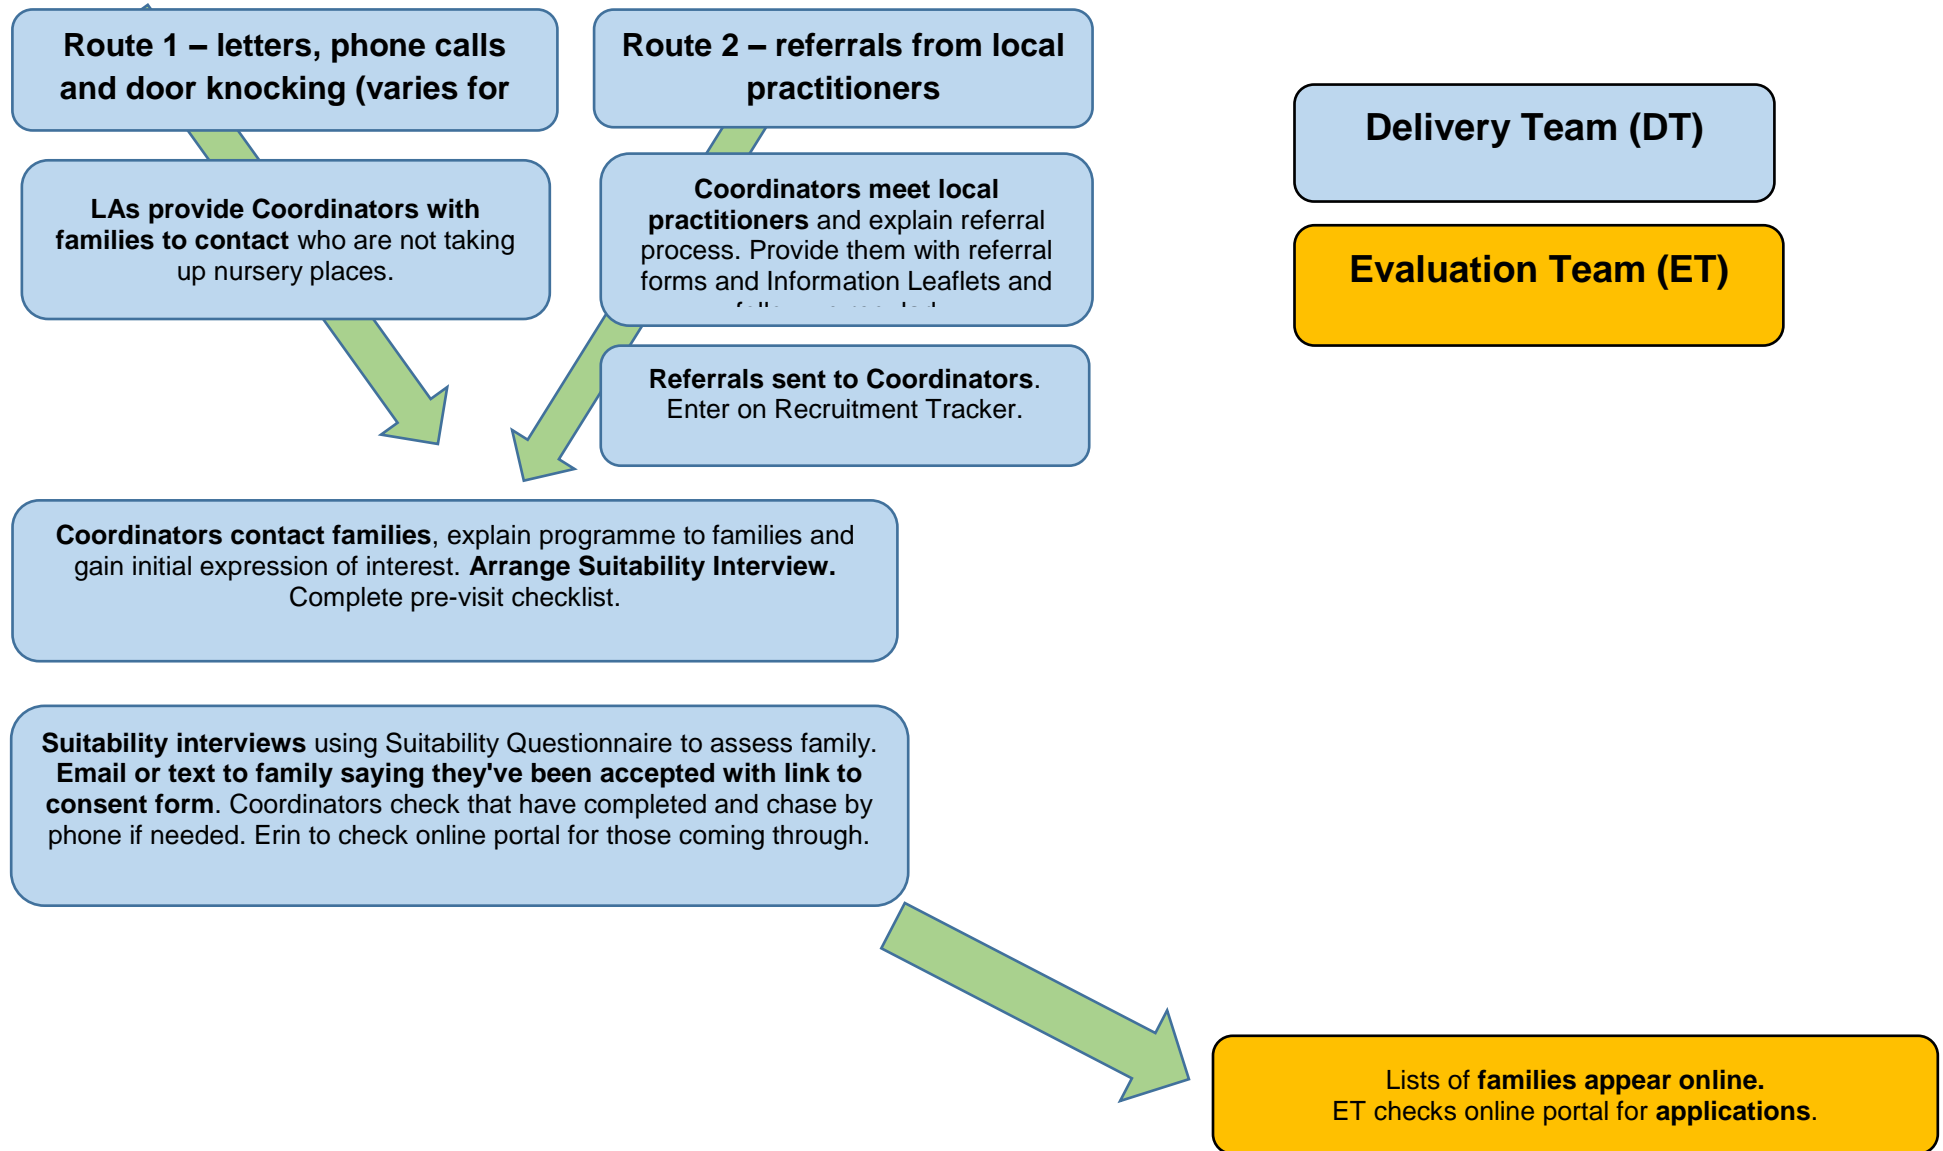 Route 1 – letters, phone calls
and door knocking (varies for
Route 2 – referrals from local
practitioners
Delivery Team (DT)
Evaluation Team (ET)
LAs provide Coordinators with
families to contact who are not taking
up nursery places.
Coordinators meet local
practitioners and explain referral
process. Provide them with referral
forms and Information Leaflets and
Referrals sent to Coordinators.
Enter on Recruitment Tracker.
Coordinators contact families, explain programme to families and
gain initial expression of interest. Arrange Suitability Interview.
Complete pre-visit checklist.
Suitability interviews using Suitability Questionnaire to assess family.
Email or text to family saying they've been accepted with link to
consent form. Coordinators check that have completed and chase by
phone if needed. Erin to check online portal for those coming through.
Lists of families appear online.
ET checks online portal for applications.